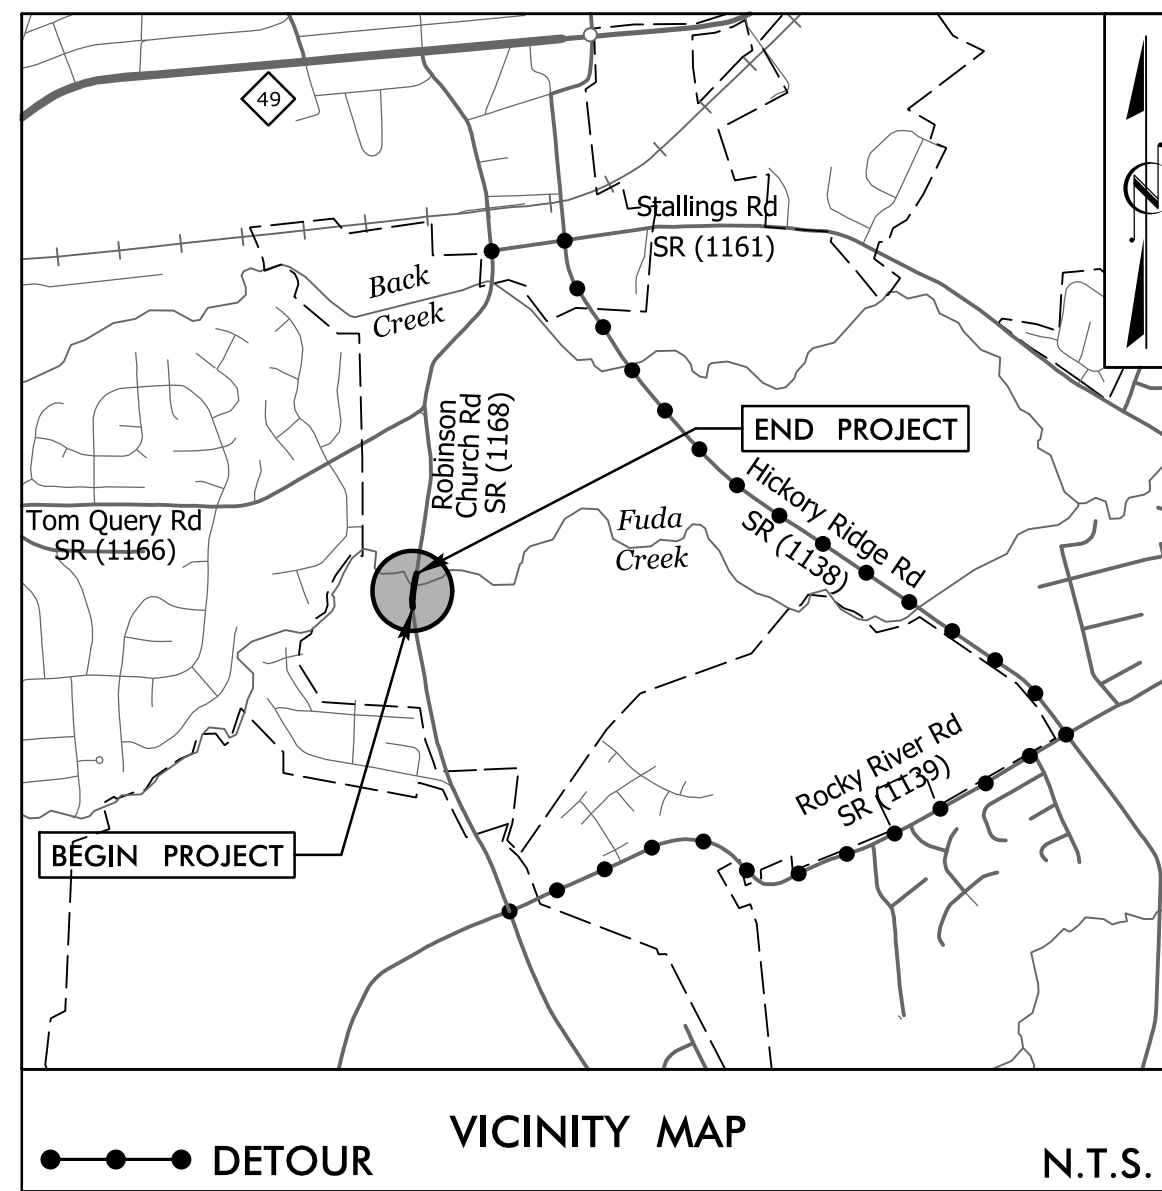 49
Stallings Rd
SR (1161)
Back
Creek
Robinson
Church Rd
SR (1168)
END PROJECT
Hickory Ridge Rd
SR (1138)
Tom Query Rd
SR (1166)
Fuda
Creek
Rocky River Rd
SR (1139)
BEGIN PROJECT
N
VICINITY MAP
DETOUR
N.T.S.